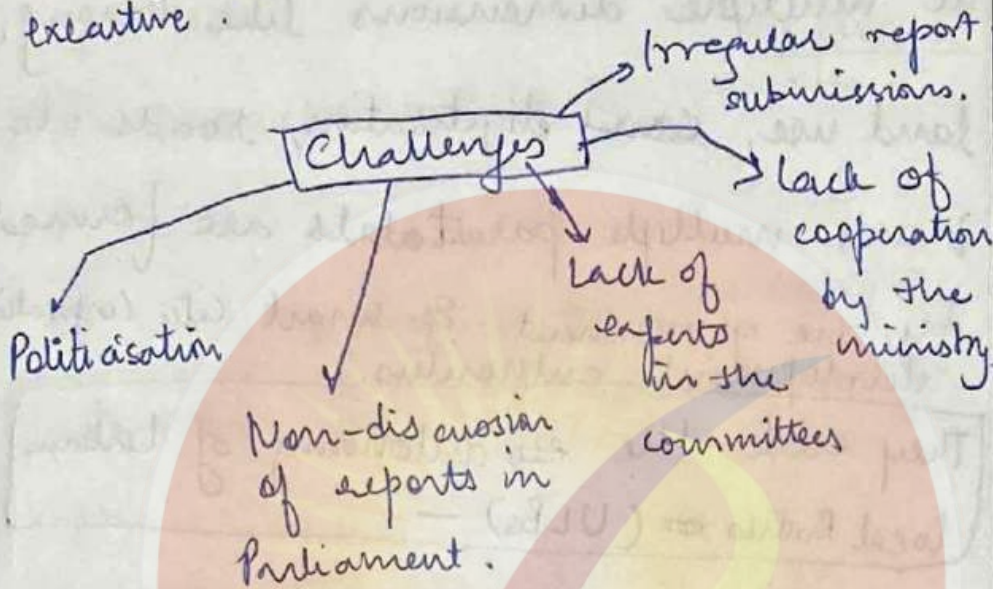 executive.
Challenges
Irregular report
submissions.
Lack of
cooperation
by the
ministry
Lack of
experts
in the
committees
Non-discussion
of reports in
Parliament.
Politicisation